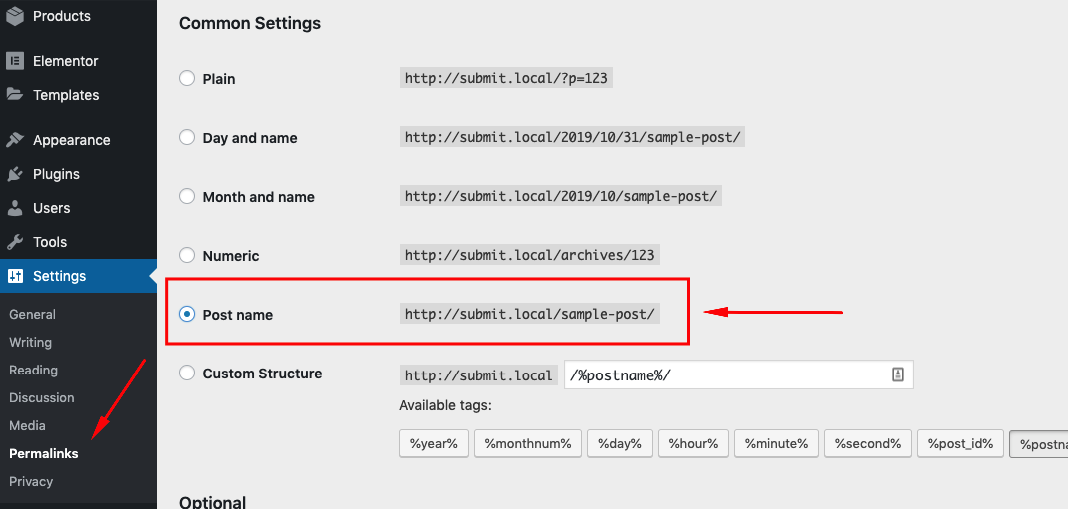 Products
Elementor
Templates
Appearance
Plugins
Users
Tools
Settings
General
Writing
Reading
Discussion
Media
Permalinks
Privacy
Common Settings
Plain http://submit.local/?p=123
Day and name http://submit.local/2019/10/31/sample-post/
Month and name http://submit.local/2019/10/sample-post/
Numeric http://submit.local/archives/123
Post name http://submit.local/sample-post/
Custom Structure http://submit.local /%postname%/
Available tags:
%year% %monthnum% %day% %hour% %minute% %second% %post_id% %postna
Optional